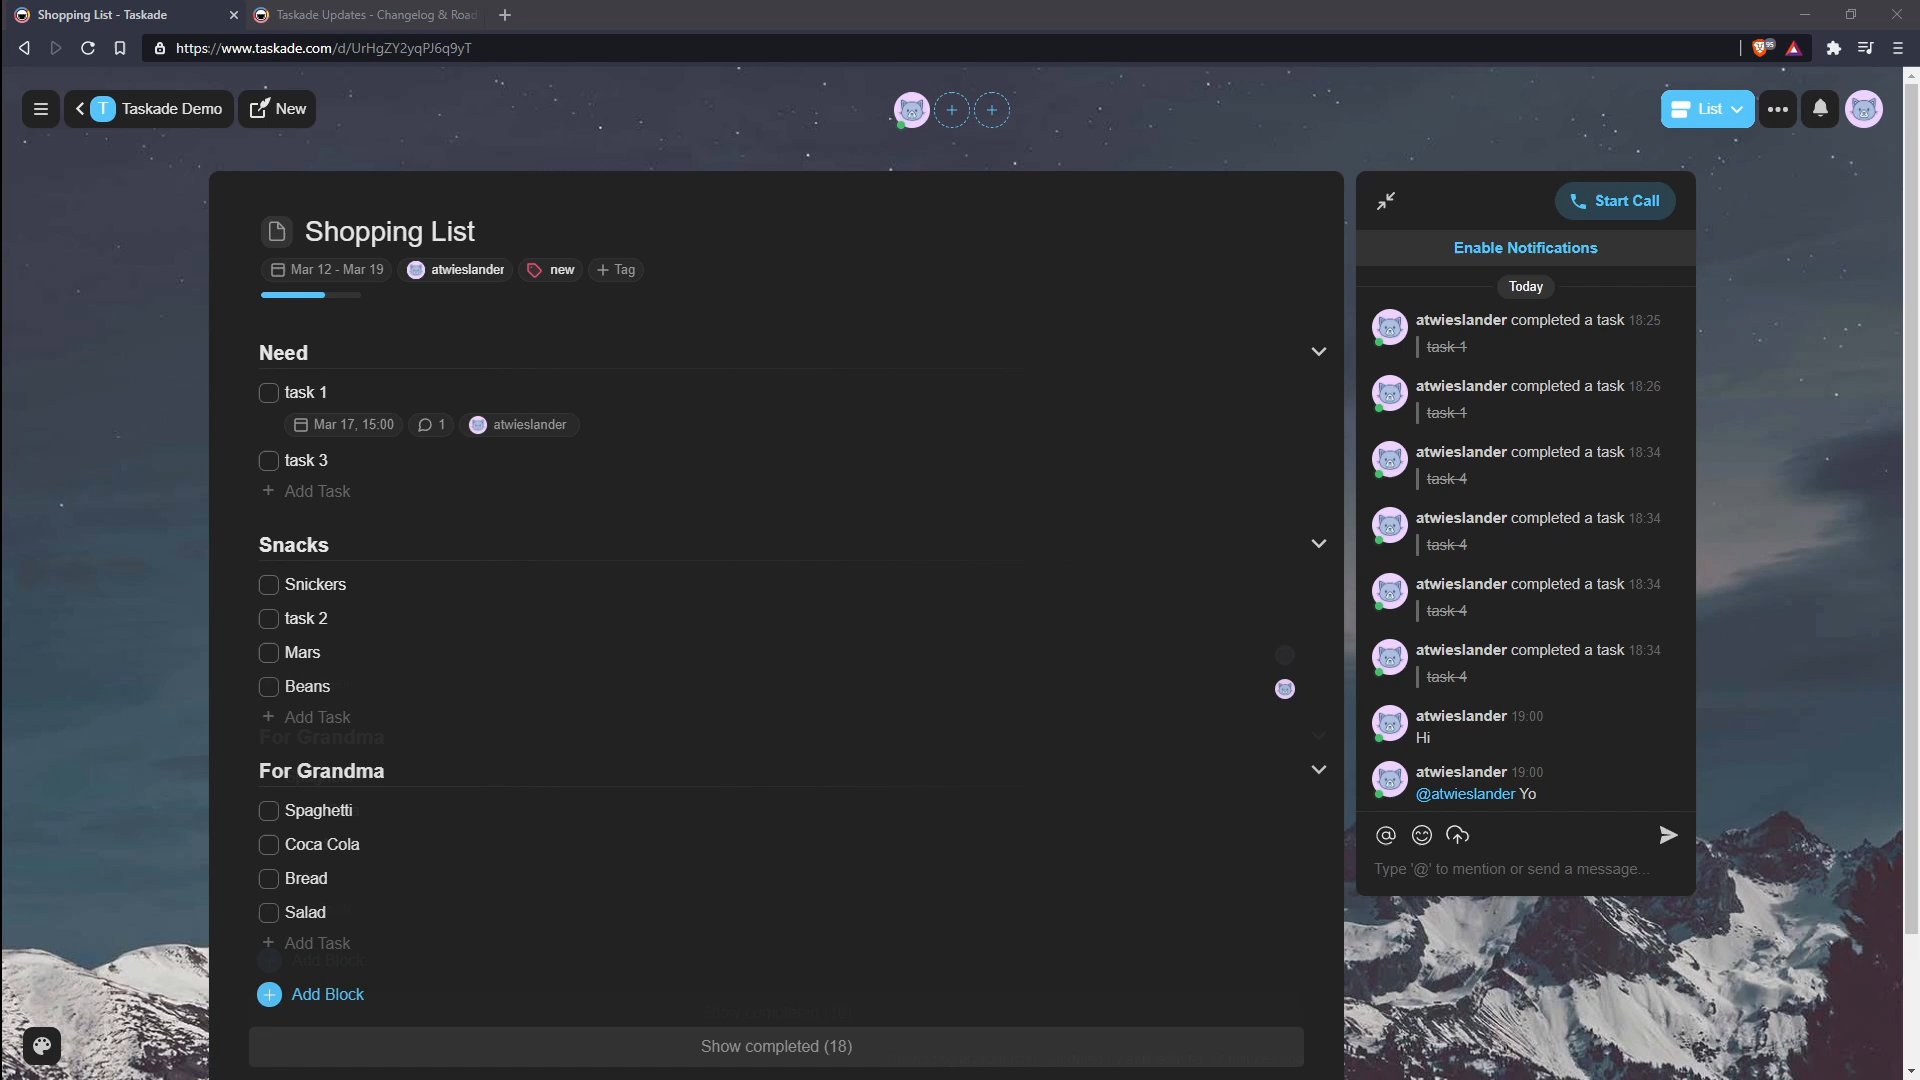 Shopping List - Taskade
Taskade Updates - Changelog & Road
https://www.taskade.com/d/UrHgZY2yqPJ6q9yT
95
T Taskade Demo
New
List
Shopping List
Mar 12 - Mar 19
atwieslander
new
+ Tag
Need
task 1
Mar 17, 15:00
1
atwieslander
task 3
+ Add Task
Snacks
Snickers
task 2
Mars
Beans
+ Add Task
For Grandma
For Grandma
Spaghetti
Coca Cola
Bread
Salad
+ Add Task
Add Block
Add Block
Show completed (18)
Start Call
Enable Notifications
Today
atwieslander completed a task 18:25
task 1
atwieslander completed a task 18:26
task 1
atwieslander completed a task 18:34
task 4
atwieslander completed a task 18:34
task 4
atwieslander completed a task 18:34
task 4
atwieslander completed a task 18:34
task 4
atwieslander 19:00
Hi
atwieslander 19:00
@atwieslander Yo
Type '@' to mention or send a message...